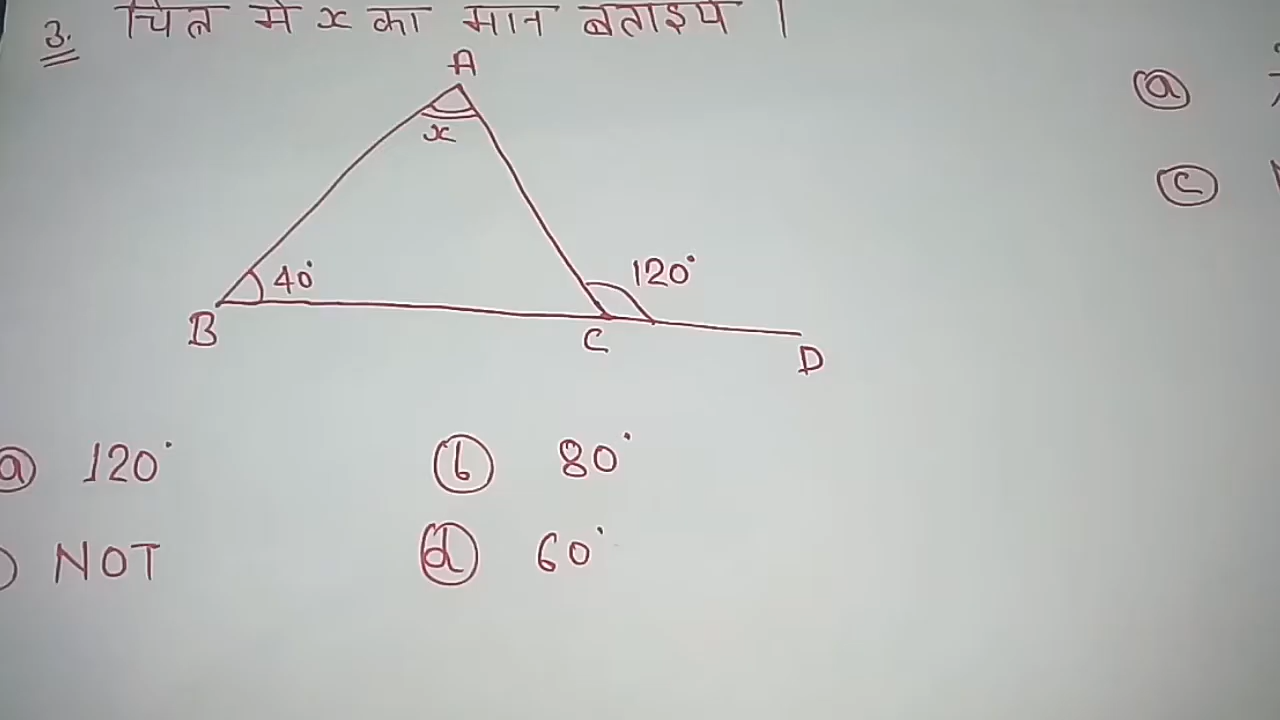 3. चित्र में x का मान बताइये ।
A
x
40°
120°
B
C
D
a 120°
b 80°
NOT
d 60°
a
c